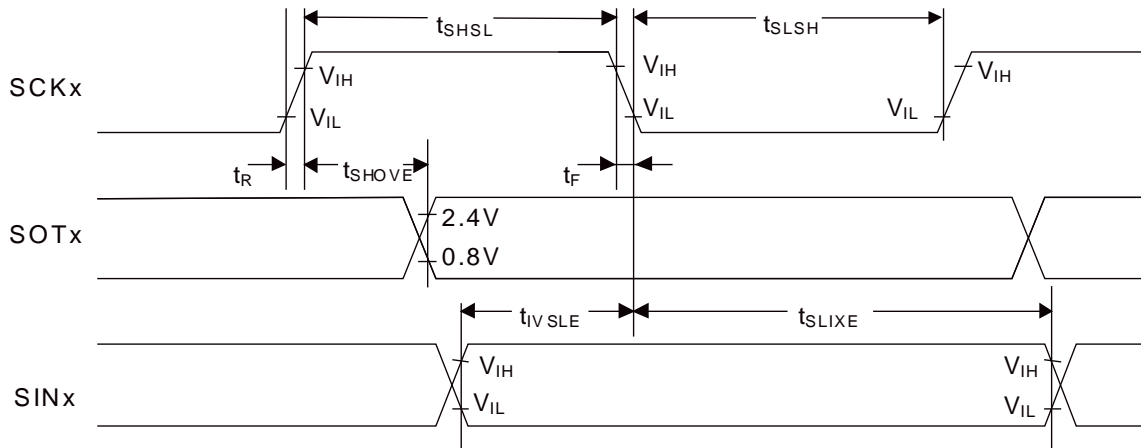 tSHSL
tSLSH
SCKx
VIH
VIH
VIH
VIL
VIL
VIL
tR
tSHOVE
tF
SOTx
2.4V
0.8V
tIVSLE
tSLIXE
SINx
VIH
VIH
VIL
VIL